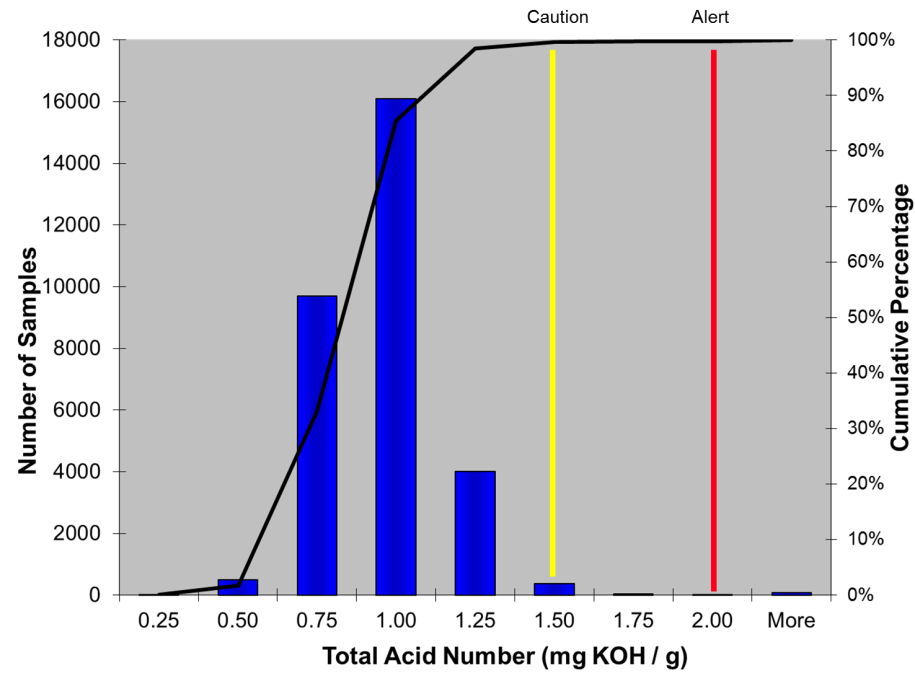 Caution Alert
18000 100%
16000 90%
14000 80%
12000 70%
10000 60%
8000 50%
6000 40%
4000 30%
2000 20%
0 10%
0%
Number of Samples
Cumulative Percentage
0.25 0.50 0.75 1.00 1.25 1.50 1.75 2.00 More
Total Acid Number (mg KOH / g)